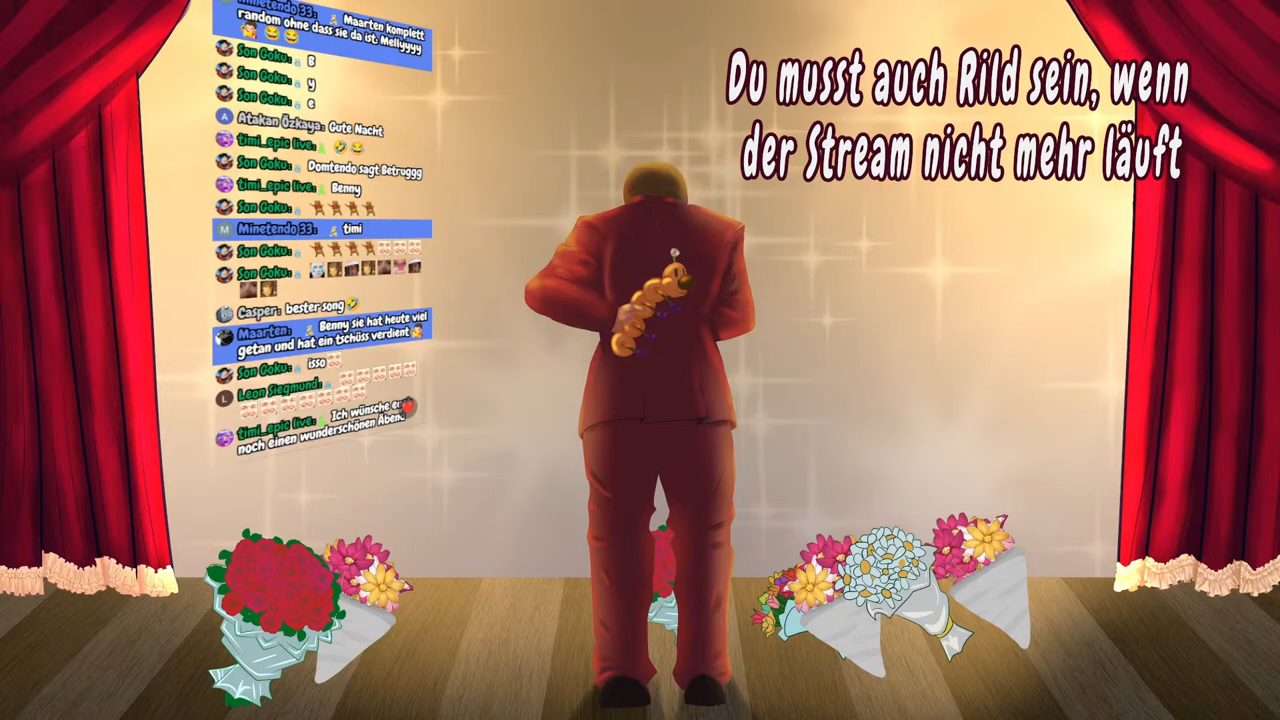 Minetendo 33: Maarten komplett
random ohne dass sie da ist. Mellyyyy
Son Goku: B
Son Goku: y
Son Goku: e
A Atakan Özkaya: Gute Nacht
timi_epic live:
Son Goku: Domtendo sagt Betruggg
timi_epic live: Benny
Son Goku:
M Minetendo 33: timi
Son Goku:
Son Goku:
Casper: bester song
Maarten: Benny sie hat heute viel
getan und hat ein tschüss verdient
Son Goku: isso
L Leon Siegmund:
timi_epic live: Ich wünsche
noch einen wunderschönen
Du musst auch Rild sein, wenn
der Stream nicht mehr läuft